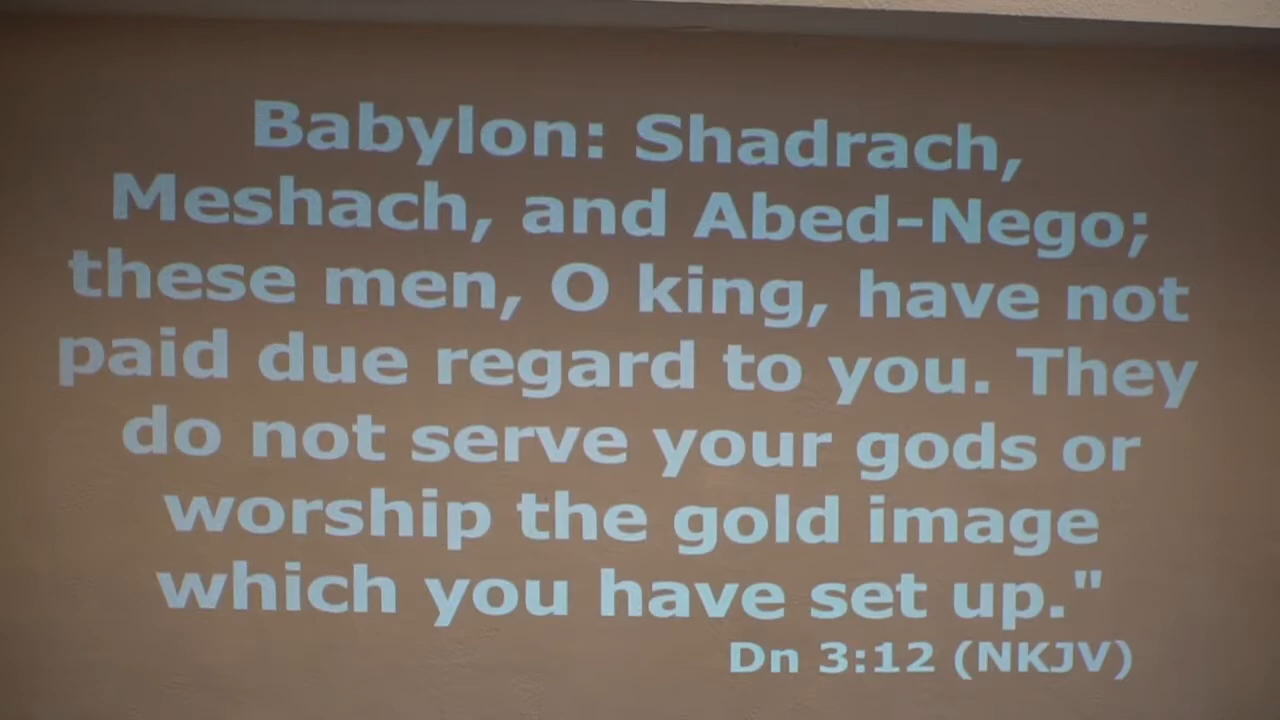 Babylon: Shadrach,
Meshach, and Abed-Nego;
these men, O king, have not
paid due regard to you. They
do not serve your gods or
worship the gold image
which you have set up."
Dn 3:12 (NKJV)